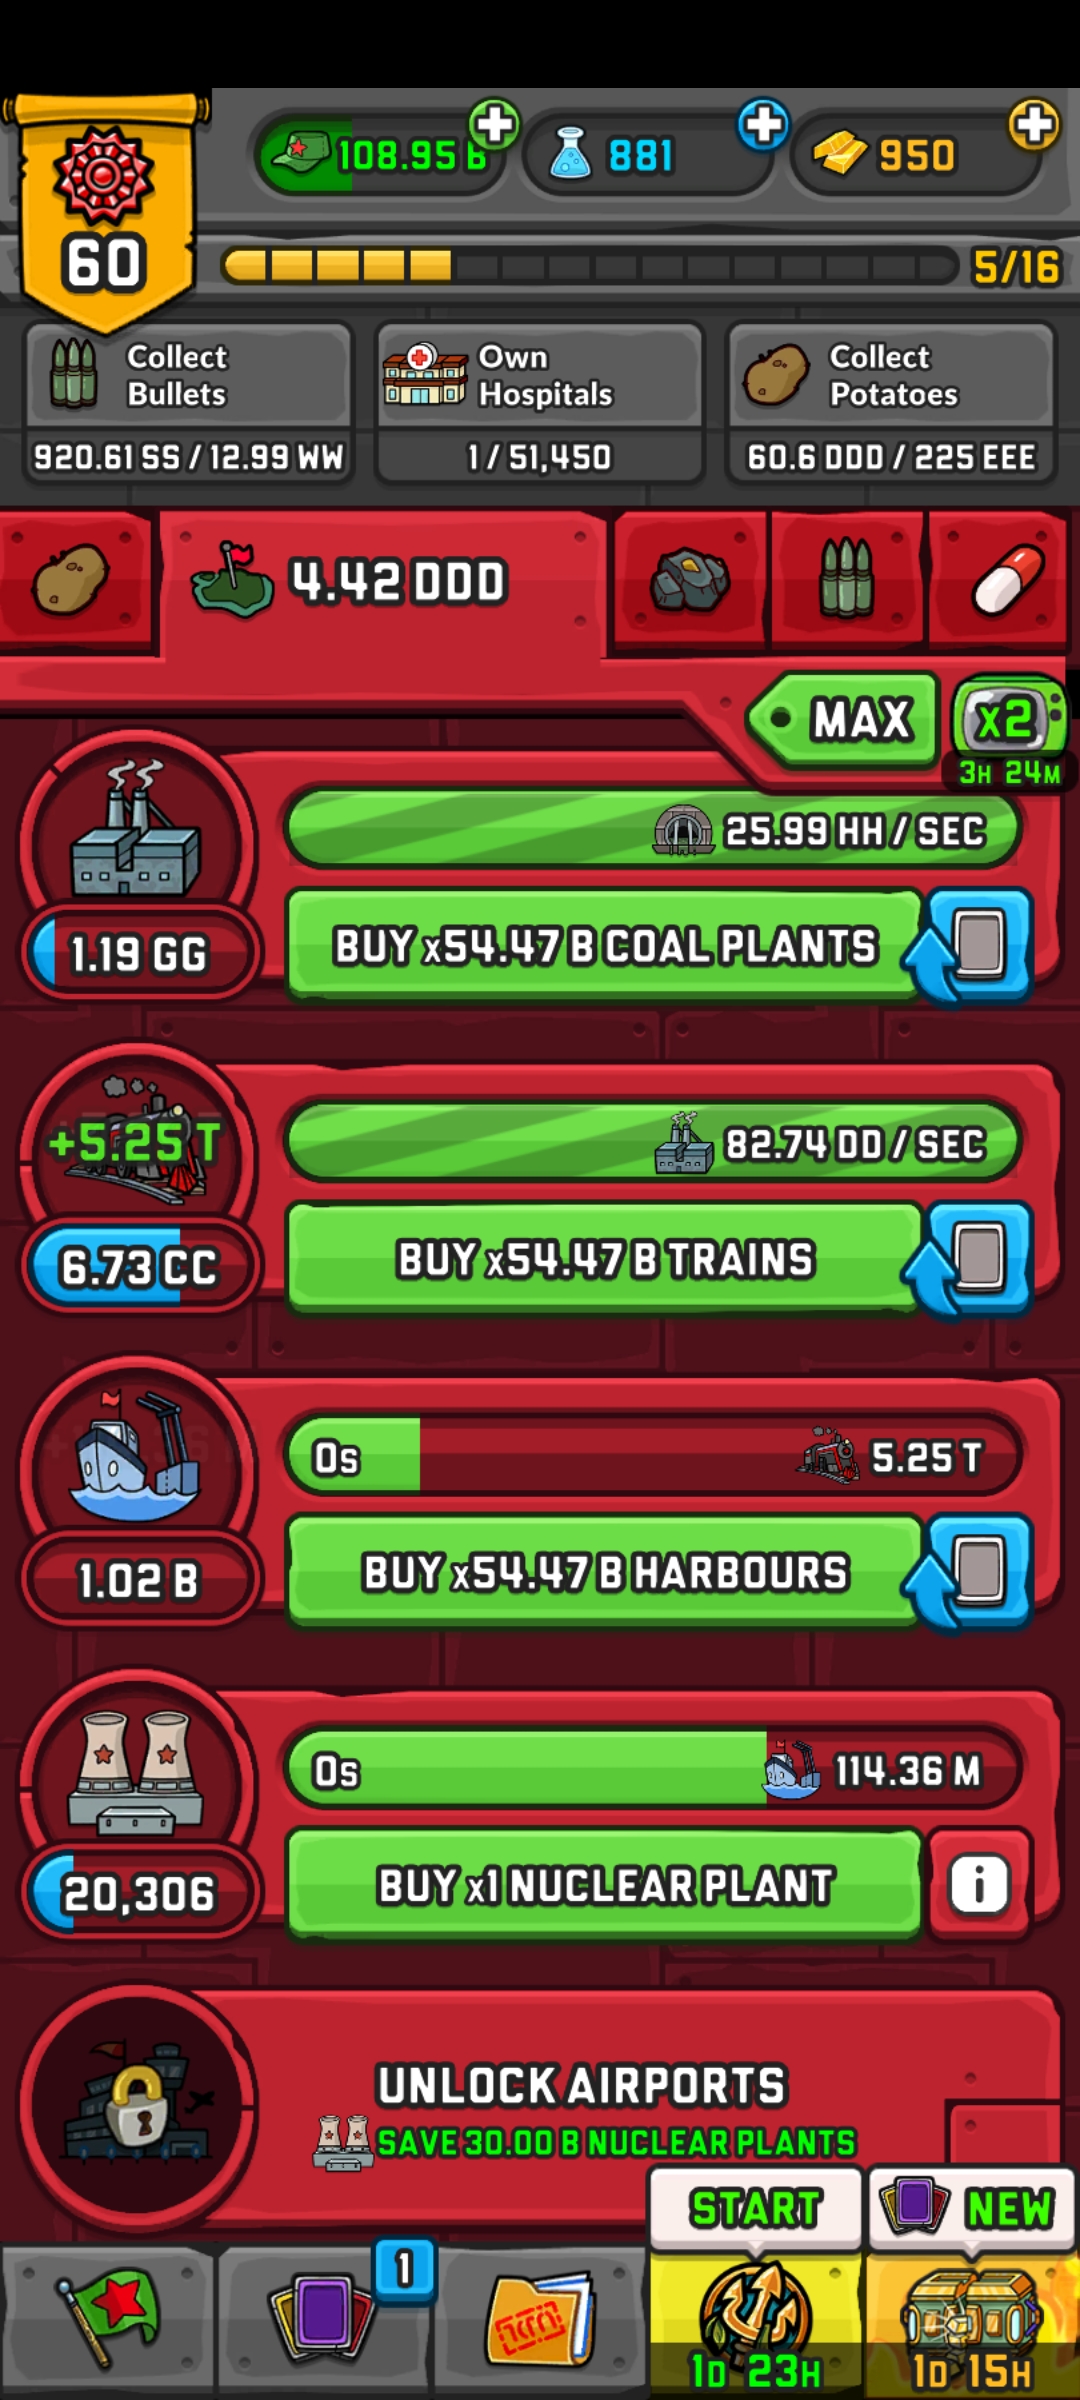 108.95 B
881
950
60
5/16
Collect
Bullets
920.61 SS / 12.99 WW
Own
Hospitals
1 / 51,450
Collect
Potatoes
60.6 DDD / 225 EEE
4.42 DDD
MAX
x2
3H 24M
25.99 HH / SEC
1.19 GG
BUY x54.47 B COAL PLANTS
+5.25 T
82.74 DD / SEC
6.73 CC
BUY x54.47 B TRAINS
0s
5.25 T
1.02 B
BUY x54.47 B HARBOURS
0s
114.36 M
20,306
BUY x1 NUCLEAR PLANT
i
UNLOCK AIRPORTS
SAVE 30.00 B NUCLEAR PLANTS
START
NEW
1
1D 23H
1D 15H